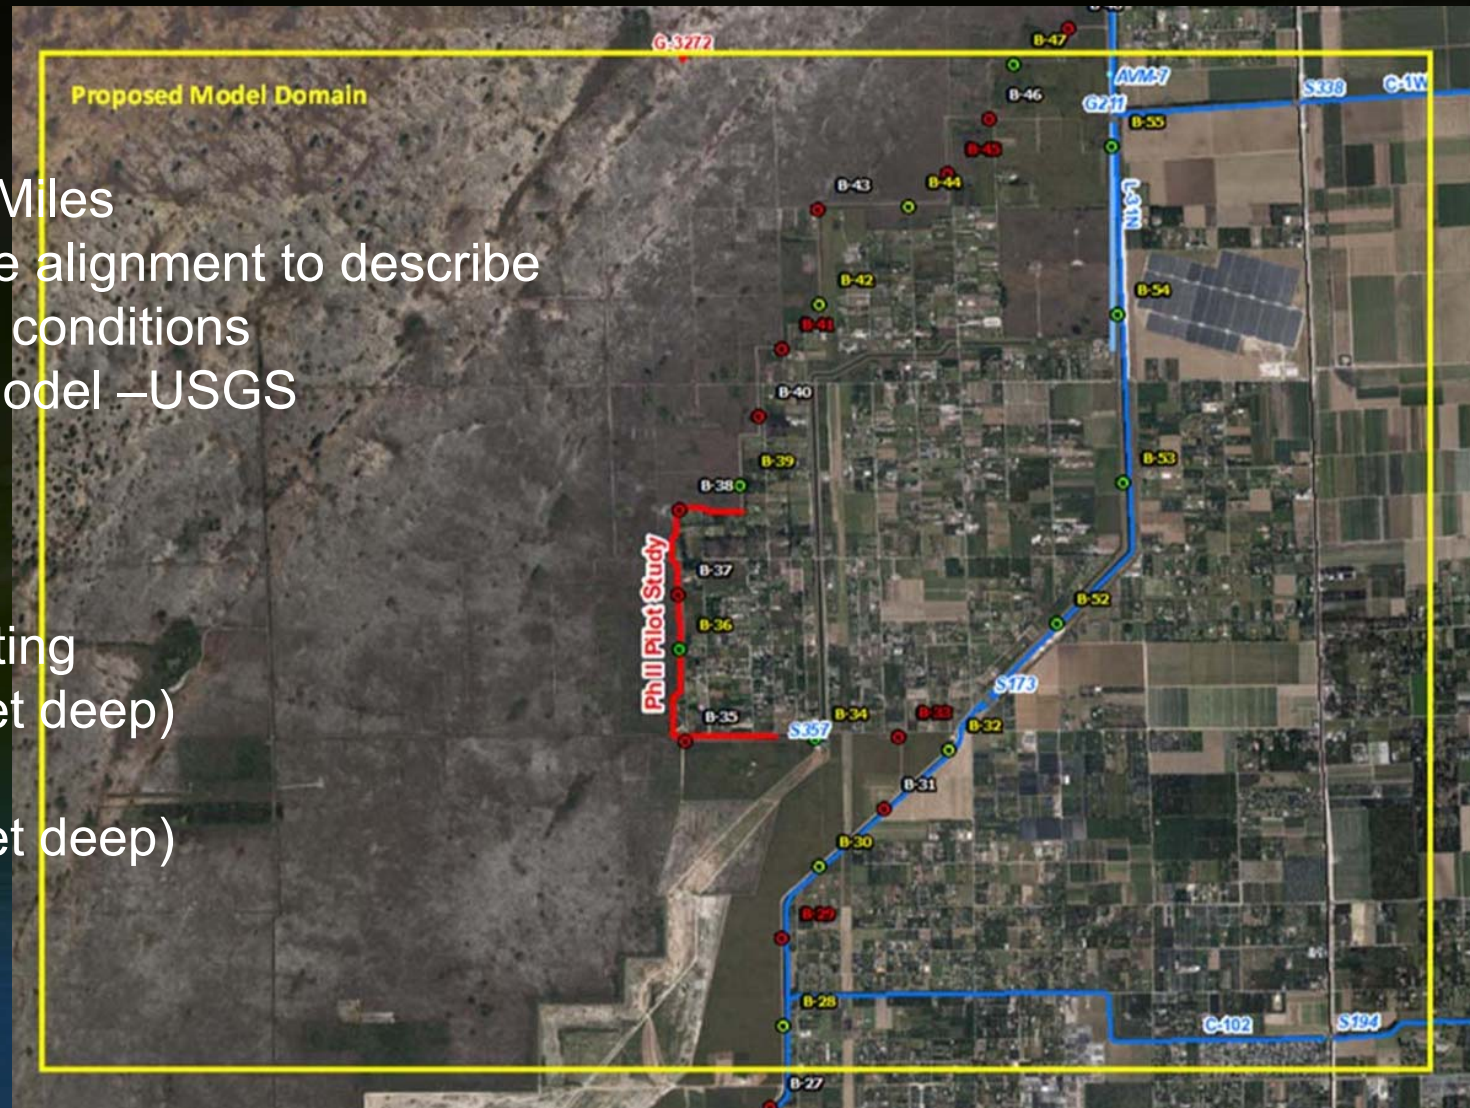 G-3272
B-47
Proposed Model Domain
AVM-7
S338
C-1W
B-46
G211
B-55
B-45
Miles
B-43
B-44
L-31N
e alignment to describe
B-42
B-54
conditions
B-41
odel –USGS
B-40
B-39
B-53
B-38
Ph II Pilot Study
B-37
B-52
B-36
ting
S173
et deep)
B-35
B-34
B-33
S357
B-32
B-31
et deep)
B-30
B-29
B-28
C-102
S194
B-27